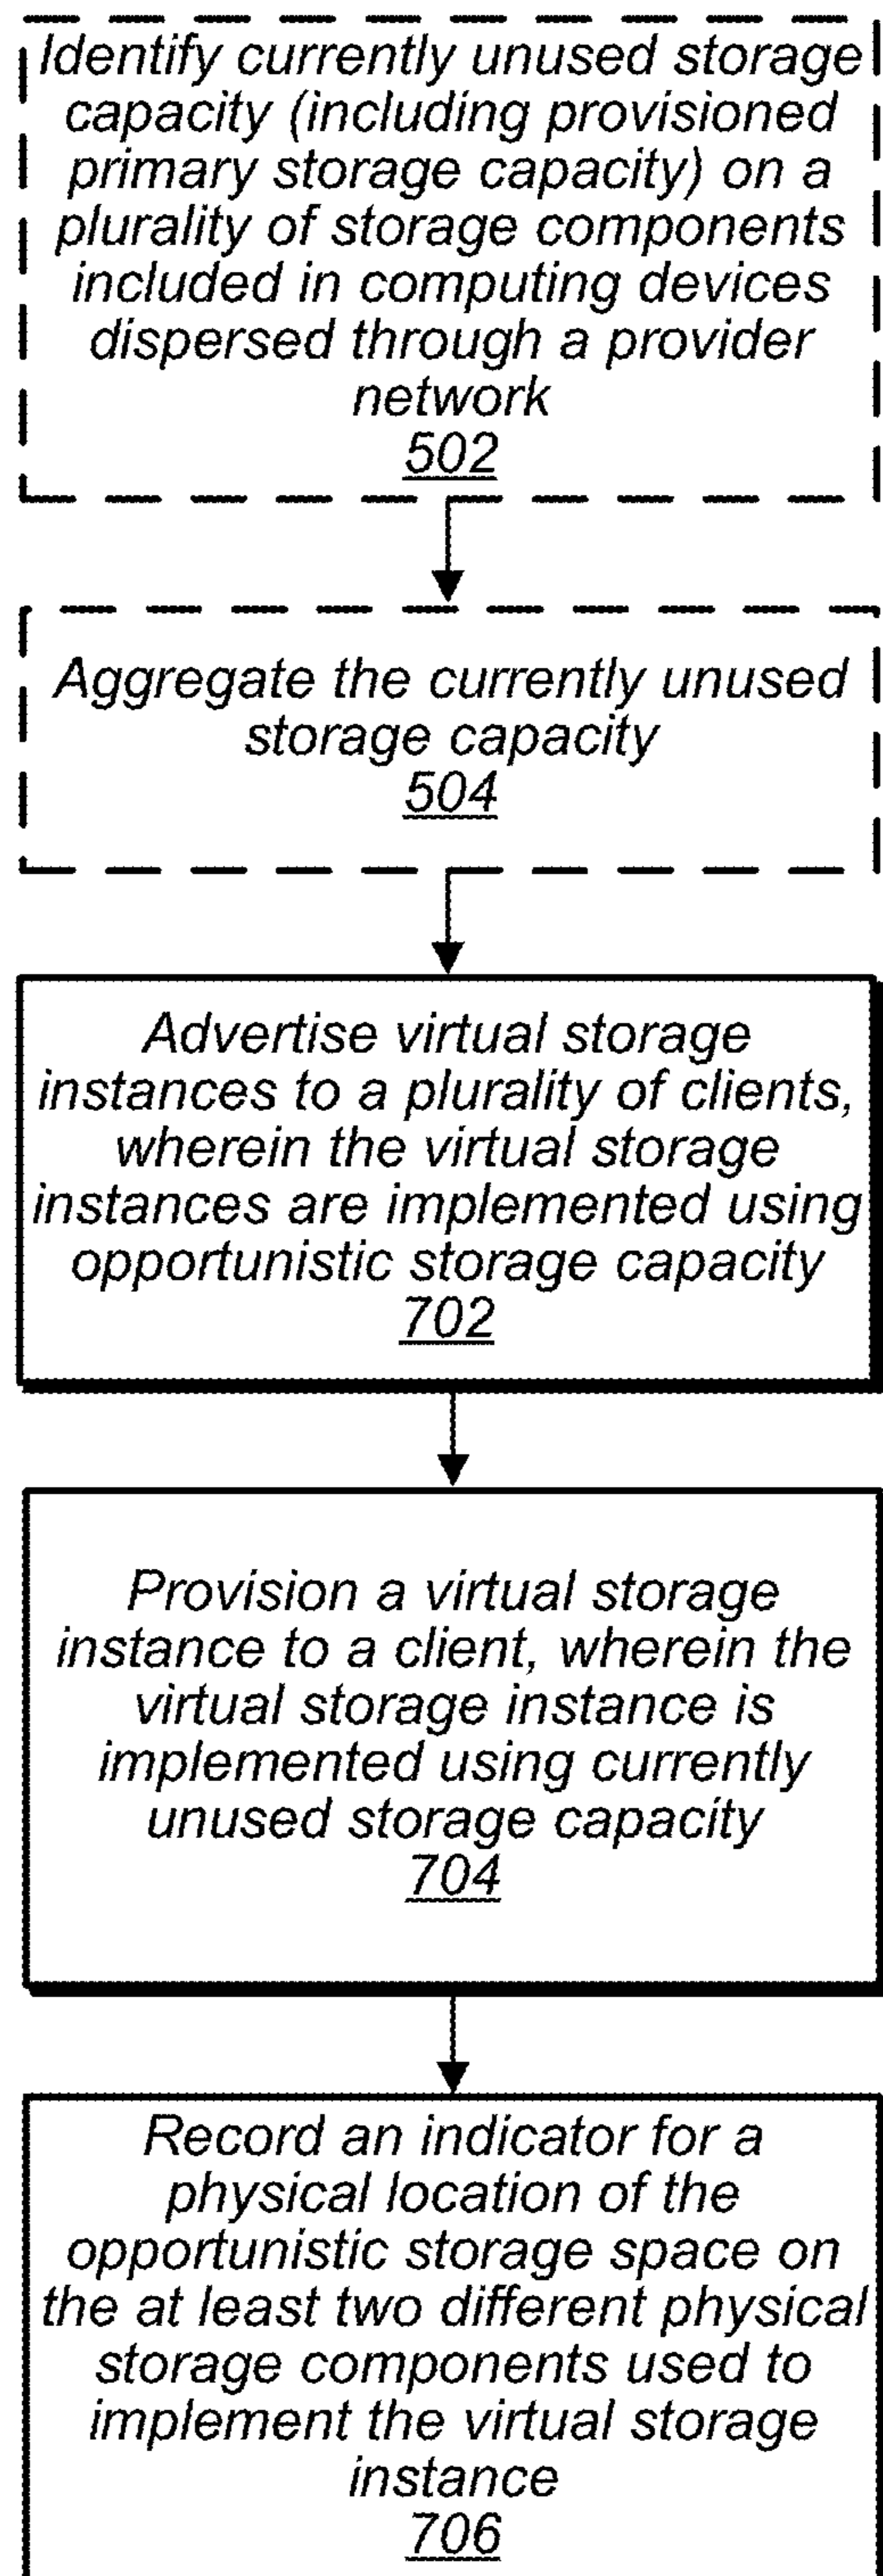 Identify currently unused storage
capacity (including provisioned
primary storage capacity) on a
plurality of storage components
included in computing devices
dispersed through a provider
network
502
Aggregate the currently unused
storage capacity
504
Advertise virtual storage
instances to a plurality of clients,
wherein the virtual storage
instances are implemented using
opportunistic storage capacity
702
Provision a virtual storage
instance to a client, wherein the
virtual storage instance is
implemented using currently
unused storage capacity
704
Record an indicator for a
physical location of the
opportunistic storage space on
the at least two different physical
storage components used to
implement the virtual storage
instance
706